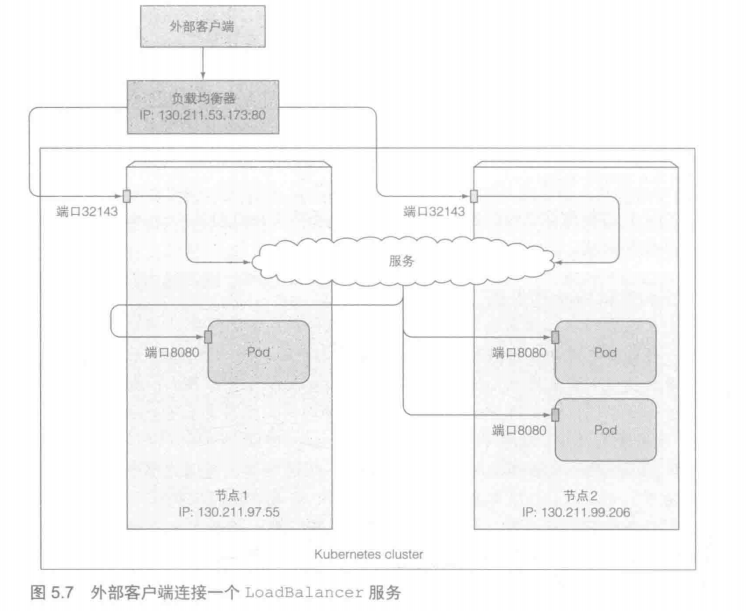 外部客户端
负载均衡器
IP: 130.211.53.173:80
端口32143
端口32143
服务
端口8080
Pod
端口8080
Pod
端口8080
Pod
节点1
IP: 130.211.97.55
节点2
IP: 130.211.99.206
Kubernetes cluster
图 5.7 外部客户端连接一个 LoadBalancer 服务